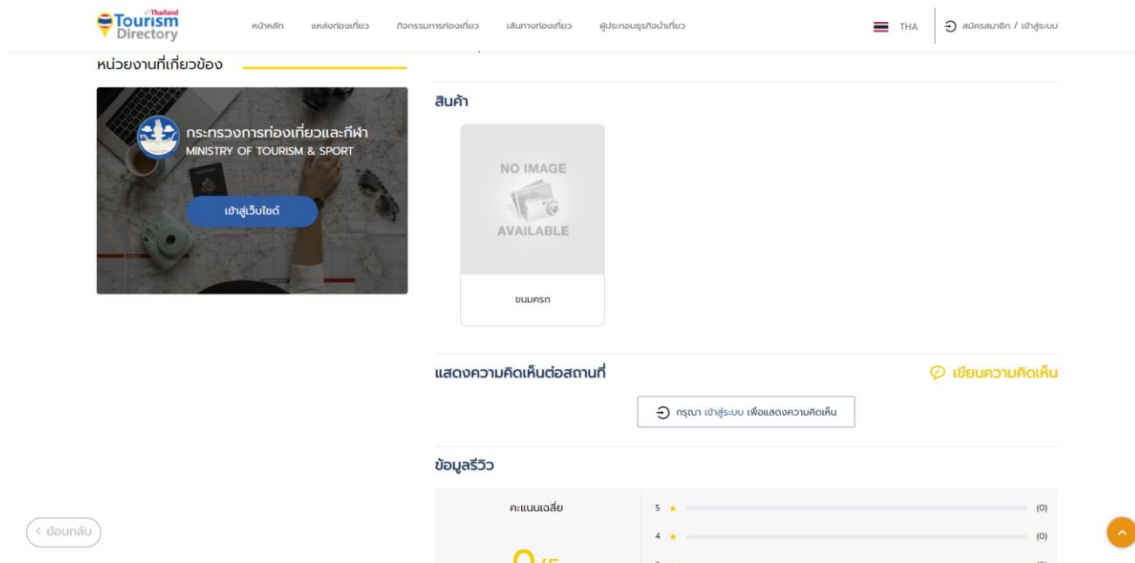 Thailand
Tourism
Directory
หน้าหลัก
แหล่งท่องเที่ยว
กิจกรรมการท่องเที่ยว
เส้นทางท่องเที่ยว
ผู้ประกอบธุรกิจนำเที่ยว
THA
สมัครสมาชิก / เข้าสู่ระบบ
หน่วยงานที่เกี่ยวข้อง
กระทรวงการท่องเที่ยวและกีฬา
MINISTRY OF TOURISM & SPORT
เข้าสู่เว็บไซต์
สินค้า
NO IMAGE
AVAILABLE
ขนมครก
แสดงความคิดเห็นต่อสถานที่
เขียนความคิดเห็น
กรุณา เข้าสู่ระบบ เพื่อแสดงความคิดเห็น
ข้อมูลรีวิว
คะแนนเฉลี่ย
5 (0)
4 (0)
ย้อนกลับ